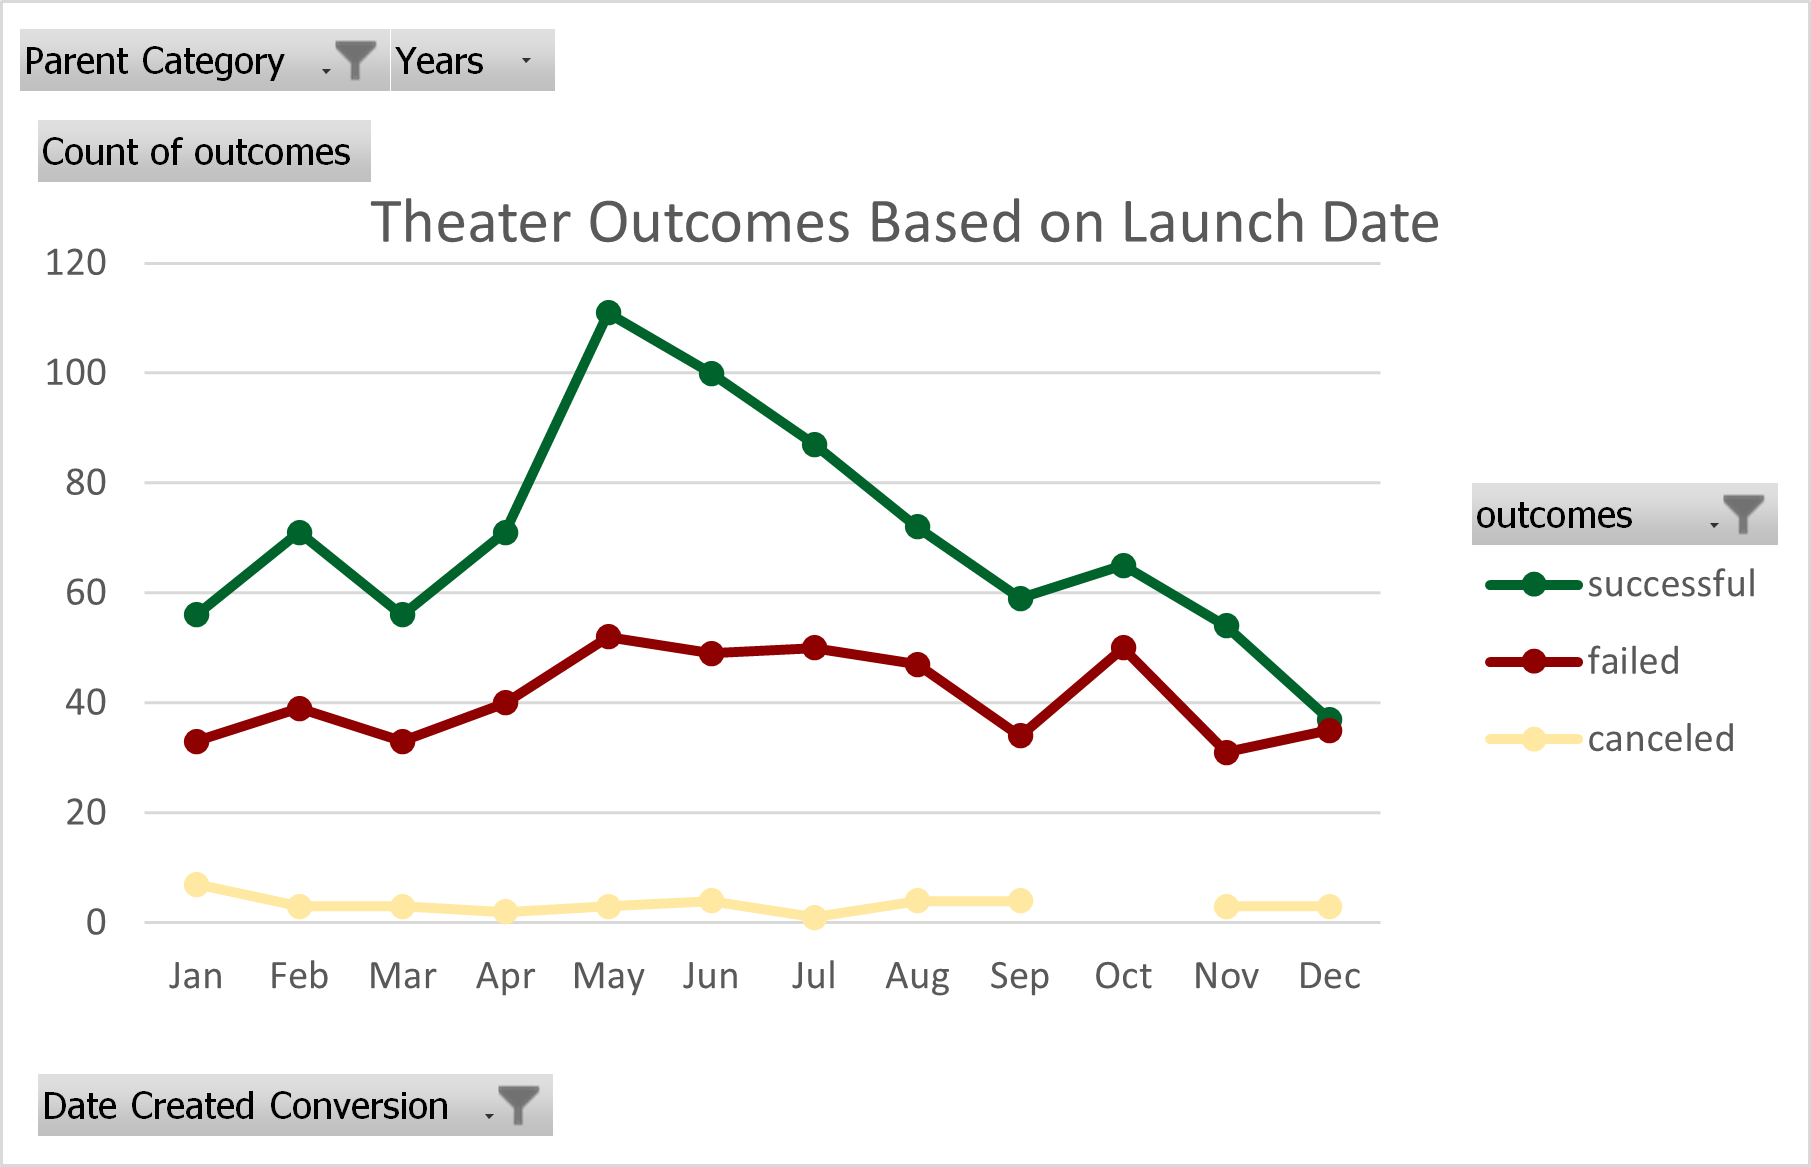 Parent Category Years
Count of outcomes
Theater Outcomes Based on Launch Date
120
100
80
60
40
20
0
Jan Feb Mar Apr May Jun Jul Aug Sep Oct Nov Dec
outcomes
successful
failed
canceled
Date Created Conversion